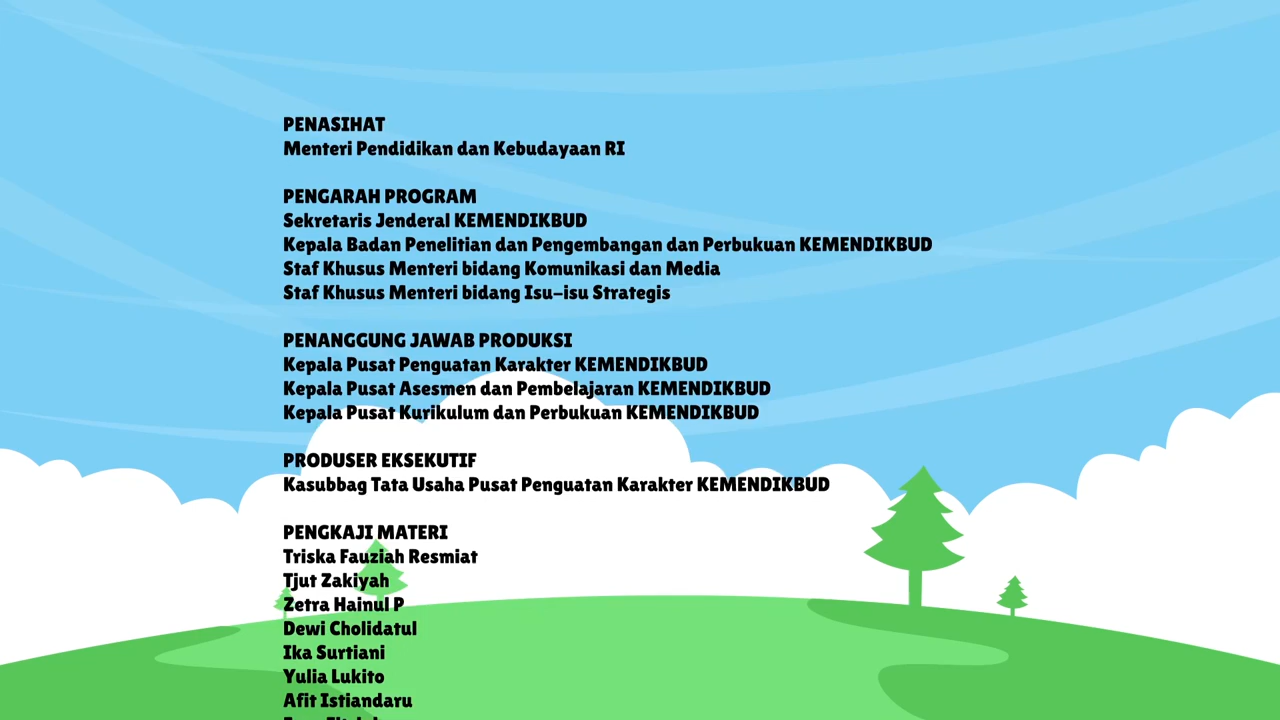 PENASIHAT
Menteri Pendidikan dan Kebudayaan RI
PENGARAH PROGRAM
Sekretaris Jenderal KEMENDIKBUD
Kepala Badan Penelitian dan Pengembangan dan Perbukuan KEMENDIKBUD
Staf Khusus Menteri bidang Komunikasi dan Media
Staf Khusus Menteri bidang Isu-isu Strategis
PENANGGUNG JAWAB PRODUKSI
Kepala Pusat Penguatan Karakter KEMENDIKBUD
Kepala Pusat Asesmen dan Pembelajaran KEMENDIKBUD
Kepala Pusat Kurikulum dan Perbukuan KEMENDIKBUD
PRODUSER EKSEKUTIF
Kasubbag Tata Usaha Pusat Penguatan Karakter KEMENDIKBUD
PENGKAJI MATERI
Triska Fauziah Resmiat
Tjut Zakiyah
Zetra Hainul P
Dewi Cholidatul
Ika Surtiani
Yulia Lukito
Afit Istiandaru